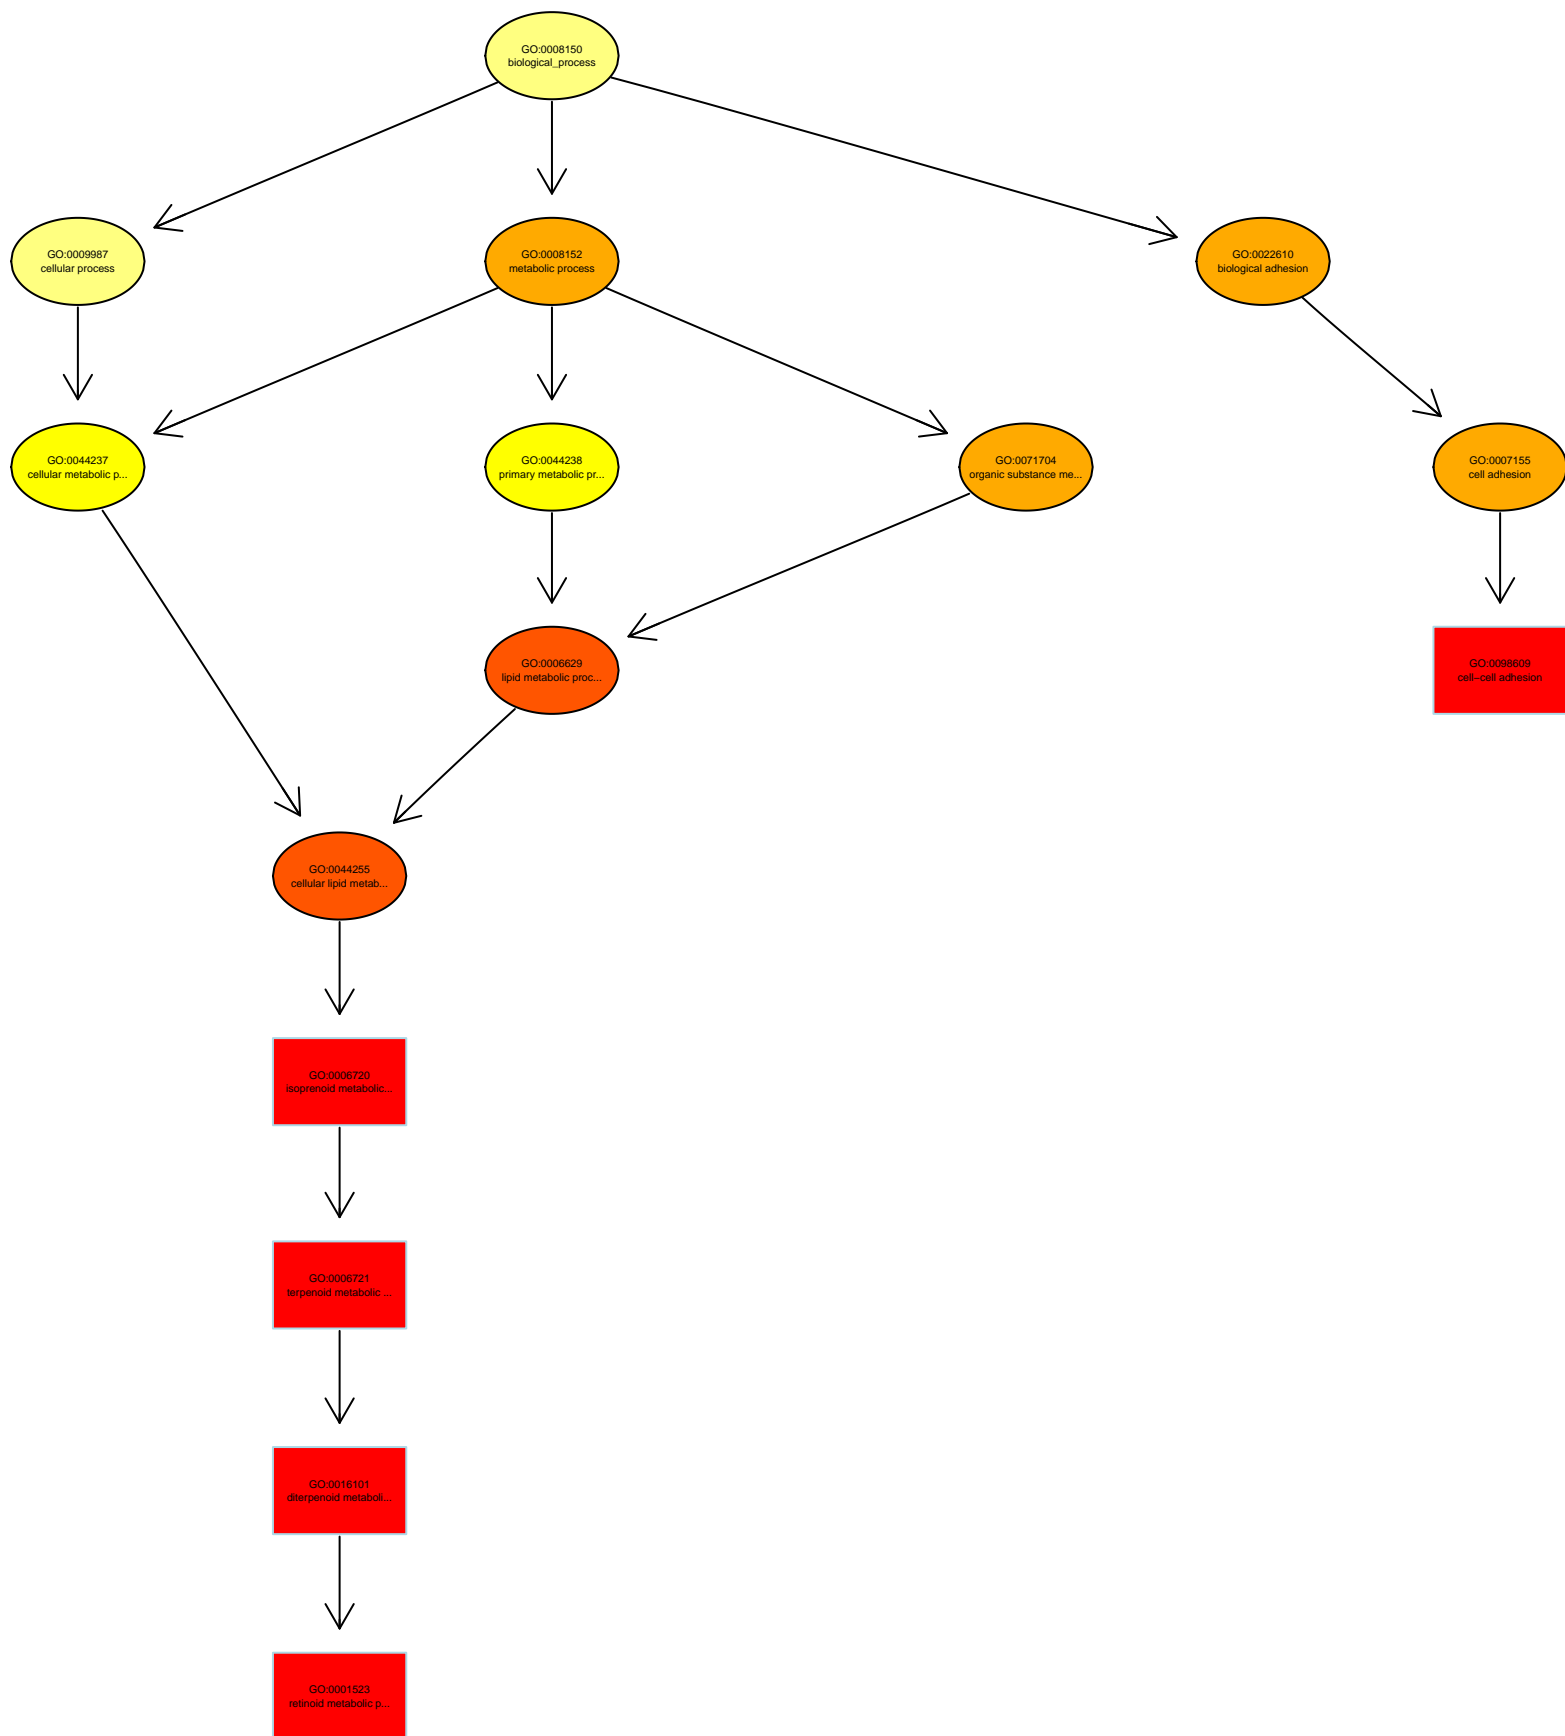 GO:0008150
biological_process
GO:0009987
cellular process
GO:0008152
metabolic process
GO:0022610
biological adhesion
GO:0044237
cellular metabolic p...
GO:0044238
primary metabolic pr...
GO:0071704
organic substance me...
GO:0007155
cell adhesion
GO:0006629
lipid metabolic proc...
GO:0098609
cell–cell adhesion
GO:0044255
cellular lipid metab...
GO:0006720
isoprenoid metabolic...
GO:0006721
terpenoid metabolic ...
GO:0016101
diterpenoid metaboli...
GO:0001523
retinoid metabolic p...